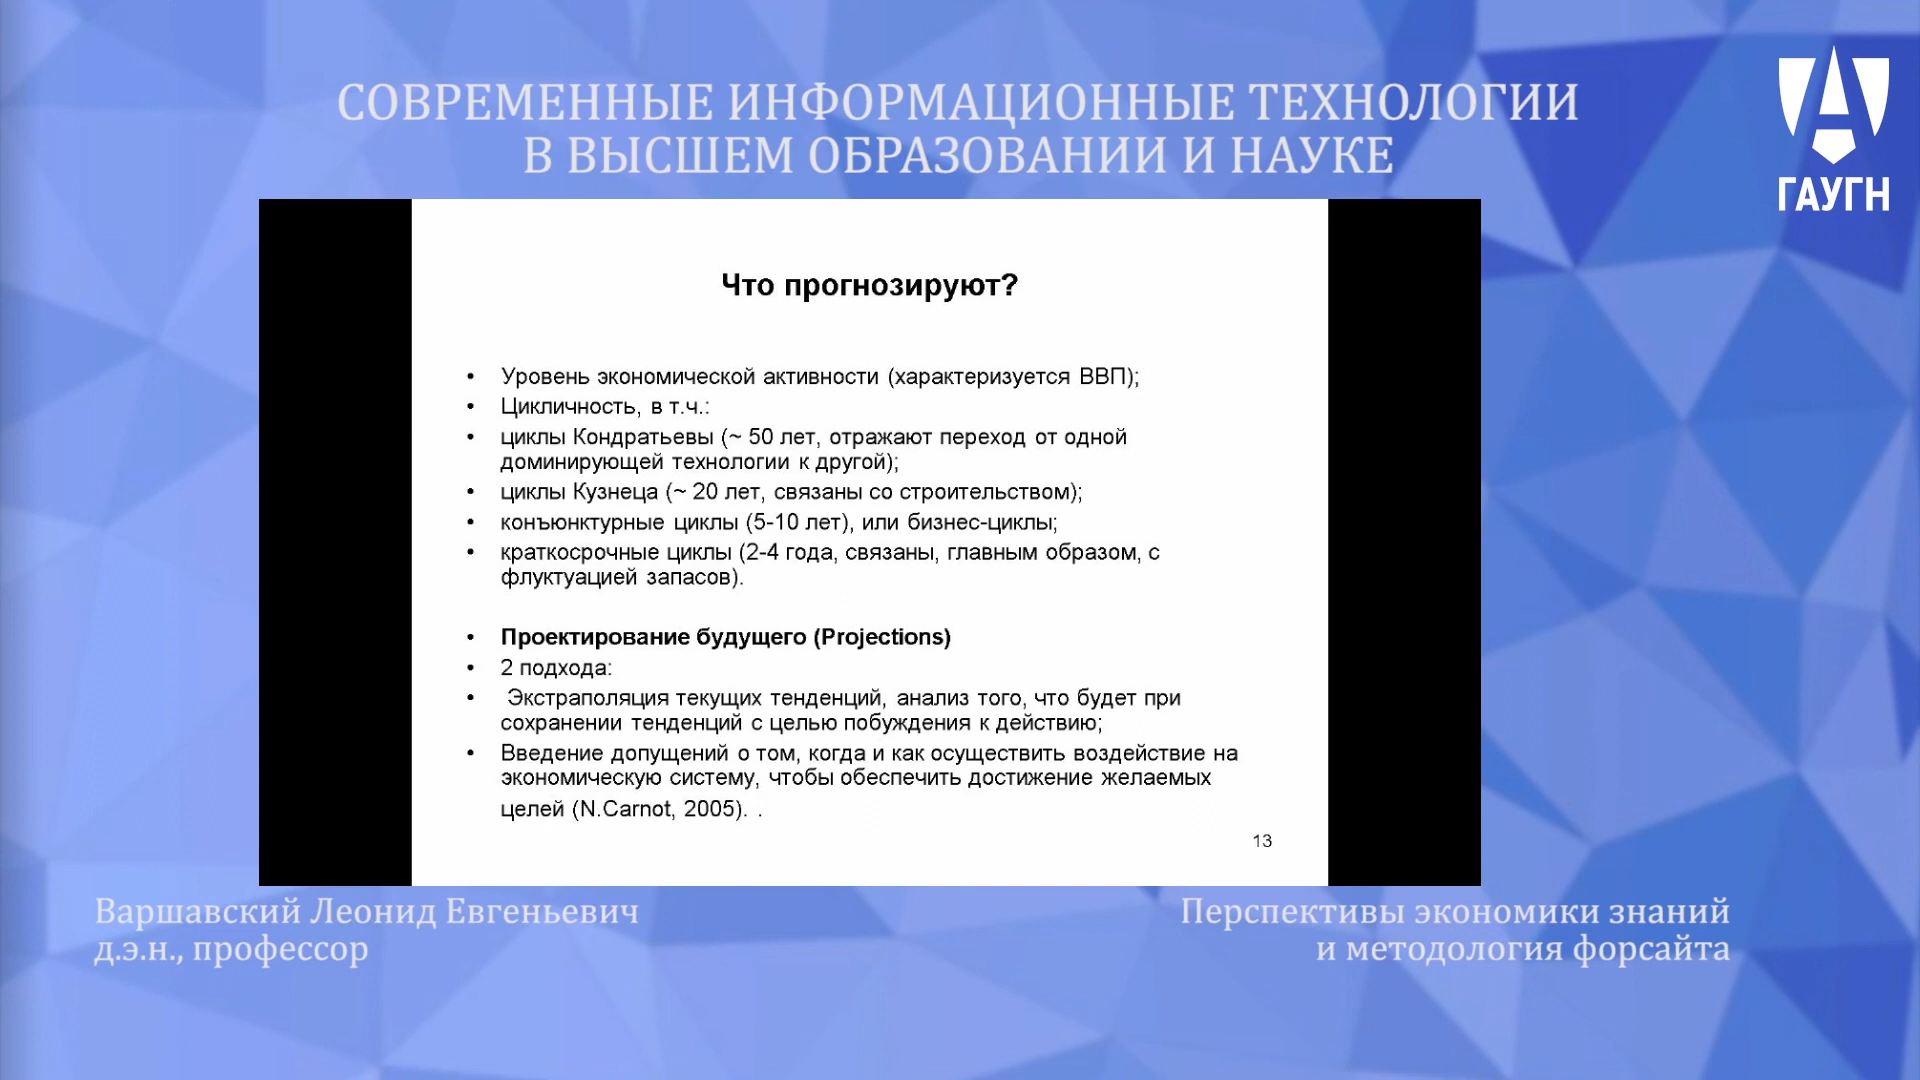 СОВРЕМЕННЫЕ ИНФОРМАЦИОННЫЕ ТЕХНОЛОГИИ
В ВЫСШЕМ ОБРАЗОВАНИИ И НАУКЕ
ГАУГН
Что прогнозируют?
• Уровень экономической активности (характеризуется ВВП);
• Цикличность, в т.ч.:
• циклы Кондратьевы (~ 50 лет, отражают переход от одной
доминирующей технологии к другой);
• циклы Кузнеца (~ 20 лет, связаны со строительством);
• конъюнктурные циклы (5-10 лет), или бизнес-циклы;
• краткосрочные циклы (2-4 года, связаны, главным образом, с
флуктуацией запасов).
• Проектирование будущего (Projections)
• 2 подхода:
• Экстраполяция текущих тенденций, анализ того, что будет при
сохранении тенденций с целью побуждения к действию;
• Введение допущений о том, когда и как осуществить воздействие на
экономическую систему, чтобы обеспечить достижение желаемых
целей (N.Carnot, 2005). .
13
Варшавский Леонид Евгеньевич
д.э.н., профессор
Перспективы экономики знаний
и методология форсайта